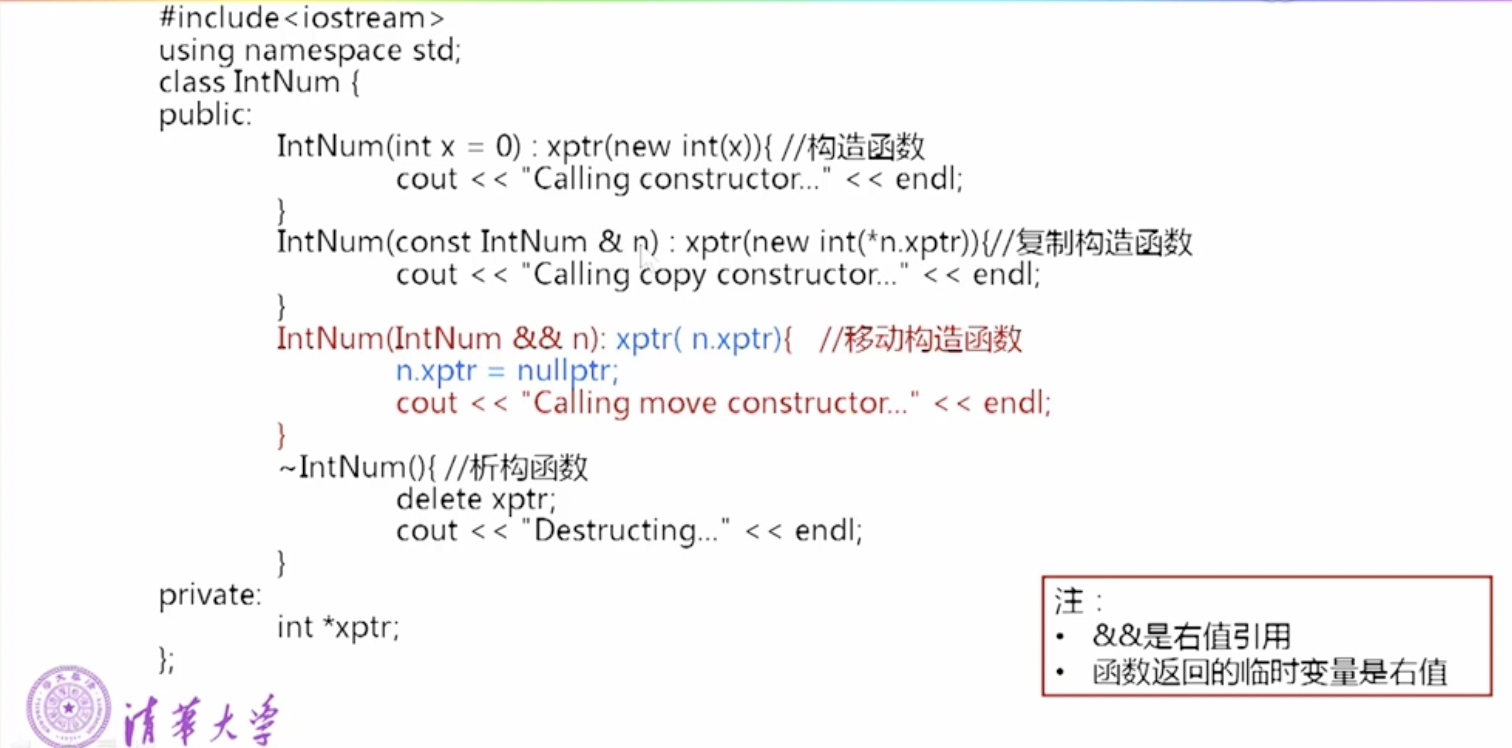 #include<iostream>
using namespace std;
class IntNum {
public:
IntNum(int x = 0) : xptr(new int(x)){ //构造函数
cout << "Calling constructor..." << endl;
}
IntNum(const IntNum & n) : xptr(new int(*n.xptr)){//复制构造函数
cout << "Calling copy constructor..." << endl;
}
IntNum(IntNum && n): xptr( n.xptr){ //移动构造函数
n.xptr = nullptr;
cout << "Calling move constructor..." << endl;
}
~IntNum(){ //析构函数
delete xptr;
cout << "Destructing..." << endl;
}
private:
int *xptr;
};
注：
• &&是右值引用
• 函数返回的临时变量是右值
清華大学